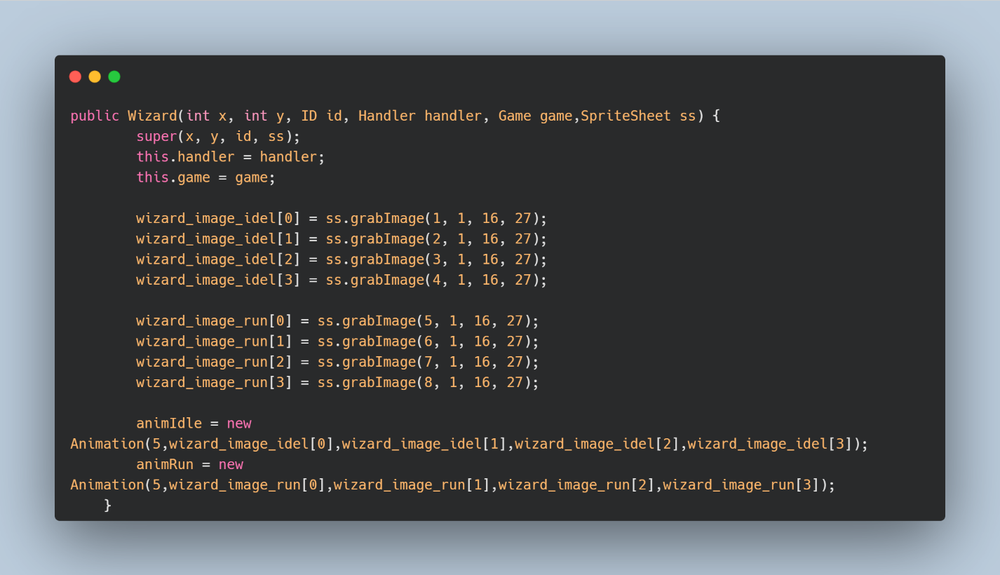 public Wizard(int x, int y, ID id, Handler handler, Game game,SpriteSheet ss) {
        super(x, y, id, ss);
        this.handler = handler;
        this.game = game;

        wizard_image_idel[0] = ss.grabImage(1, 1, 16, 27);
        wizard_image_idel[1] = ss.grabImage(2, 1, 16, 27);
        wizard_image_idel[2] = ss.grabImage(3, 1, 16, 27);
        wizard_image_idel[3] = ss.grabImage(4, 1, 16, 27);

        wizard_image_run[0] = ss.grabImage(5, 1, 16, 27);
        wizard_image_run[1] = ss.grabImage(6, 1, 16, 27);
        wizard_image_run[2] = ss.grabImage(7, 1, 16, 27);
        wizard_image_run[3] = ss.grabImage(8, 1, 16, 27);

        animIdle = new
Animation(5,wizard_image_idel[0],wizard_image_idel[1],wizard_image_idel[2],wizard_image_idel[3]);
        animRun = new
Animation(5,wizard_image_run[0],wizard_image_run[1],wizard_image_run[2],wizard_image_run[3]);
    }